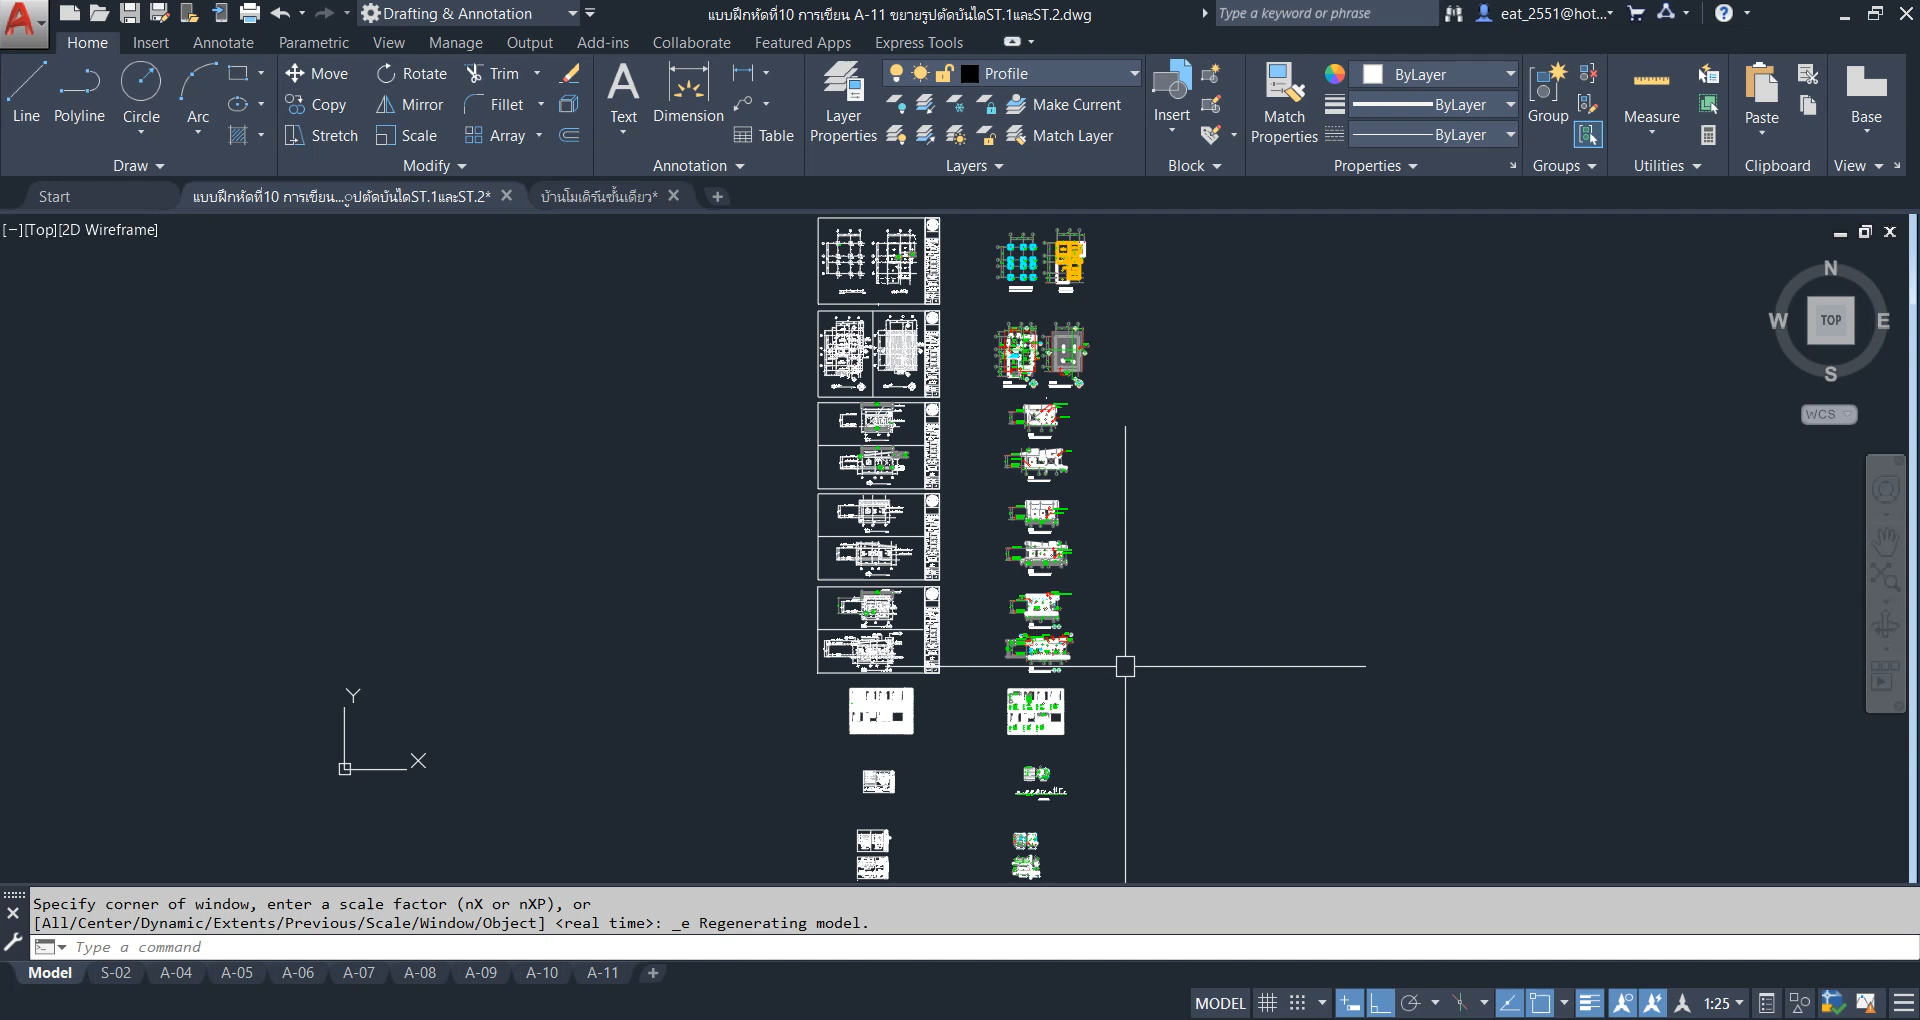 Drafting & Annotation
แบบฝึกหัดที่10 การเขียน A-11 ขยายรูปตัดบันไดST.1และST.2.dwg
Type a keyword or phrase
eat_2551@hot...
Home Insert Annotate Parametric View Manage Output Add-ins Collaborate Featured Apps Express Tools
Line Polyline Circle Arc
Move Rotate Trim
Copy Mirror Fillet
Stretch Scale Array
Text Dimension Table
Layer Properties
Profile
Make Current
Match Layer
Insert
Match Properties
ByLayer
ByLayer
ByLayer
Group
Measure
Paste
Base
Draw Modify Annotation Layers Block Properties Groups Utilities Clipboard View
Start
แบบฝึกหัดที่10 การเขียน...ูปตัดบันไดST.1และST.2*
บ้านโมเดิร์นชั้นเดียว*
[−][Top][2D Wireframe]
N
W TOP E
S
WCS
Y
X
Specify corner of window, enter a scale factor (nX or nXP), or
[All/Center/Dynamic/Extents/Previous/Scale/Window/Object] <real time>: _e Regenerating model.
Type a command
Model S-02 A-04 A-05 A-06 A-07 A-08 A-09 A-10 A-11
MODEL 1:25